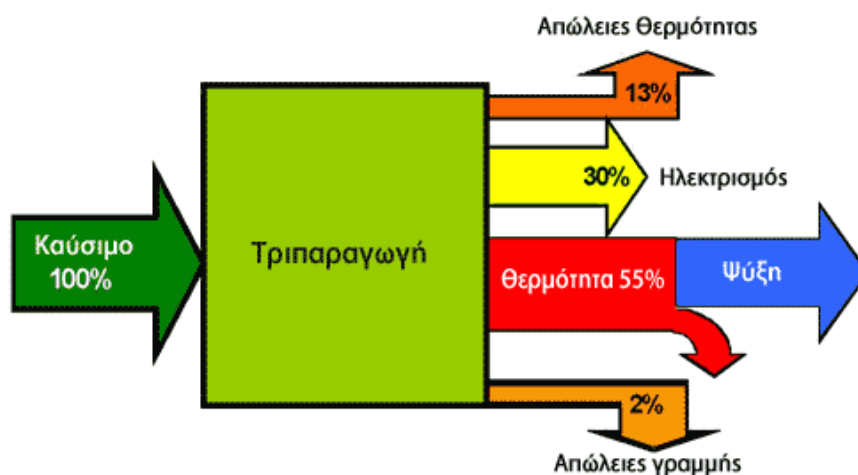 Απώλειες Θερμότητας
13%
30%
Ηλεκτρισμός
Καύσιμο
100%
Τριπαραγωγή
Θερμότητα 55%
Ψύξη
2%
Απώλειες γραμμής